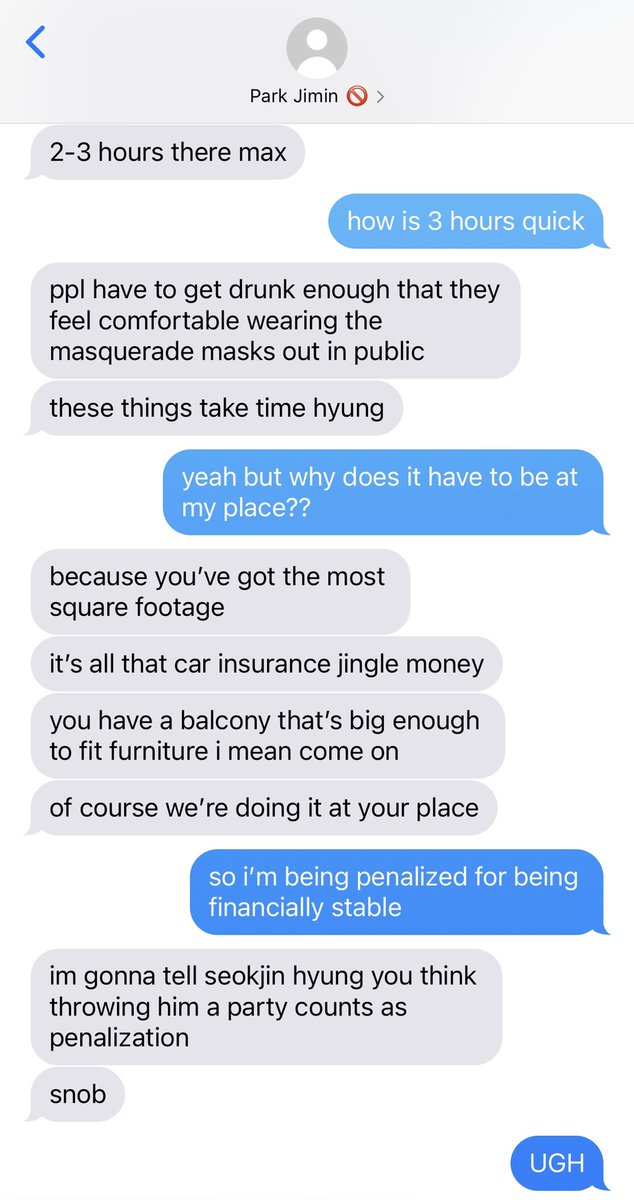 Park Jimin 🚫 >
2-3 hours there max
how is 3 hours quick
ppl have to get drunk enough that they
feel comfortable wearing the
masquerade masks out in public
these things take time hyung
yeah but why does it have to be at
my place??
because you’ve got the most
square footage
it’s all that car insurance jingle money
you have a balcony that’s big enough
to fit furniture i mean come on
of course we’re doing it at your place
so i’m being penalized for being
financially stable
im gonna tell seokjin hyung you think
throwing him a party counts as
penalization
snob
UGH